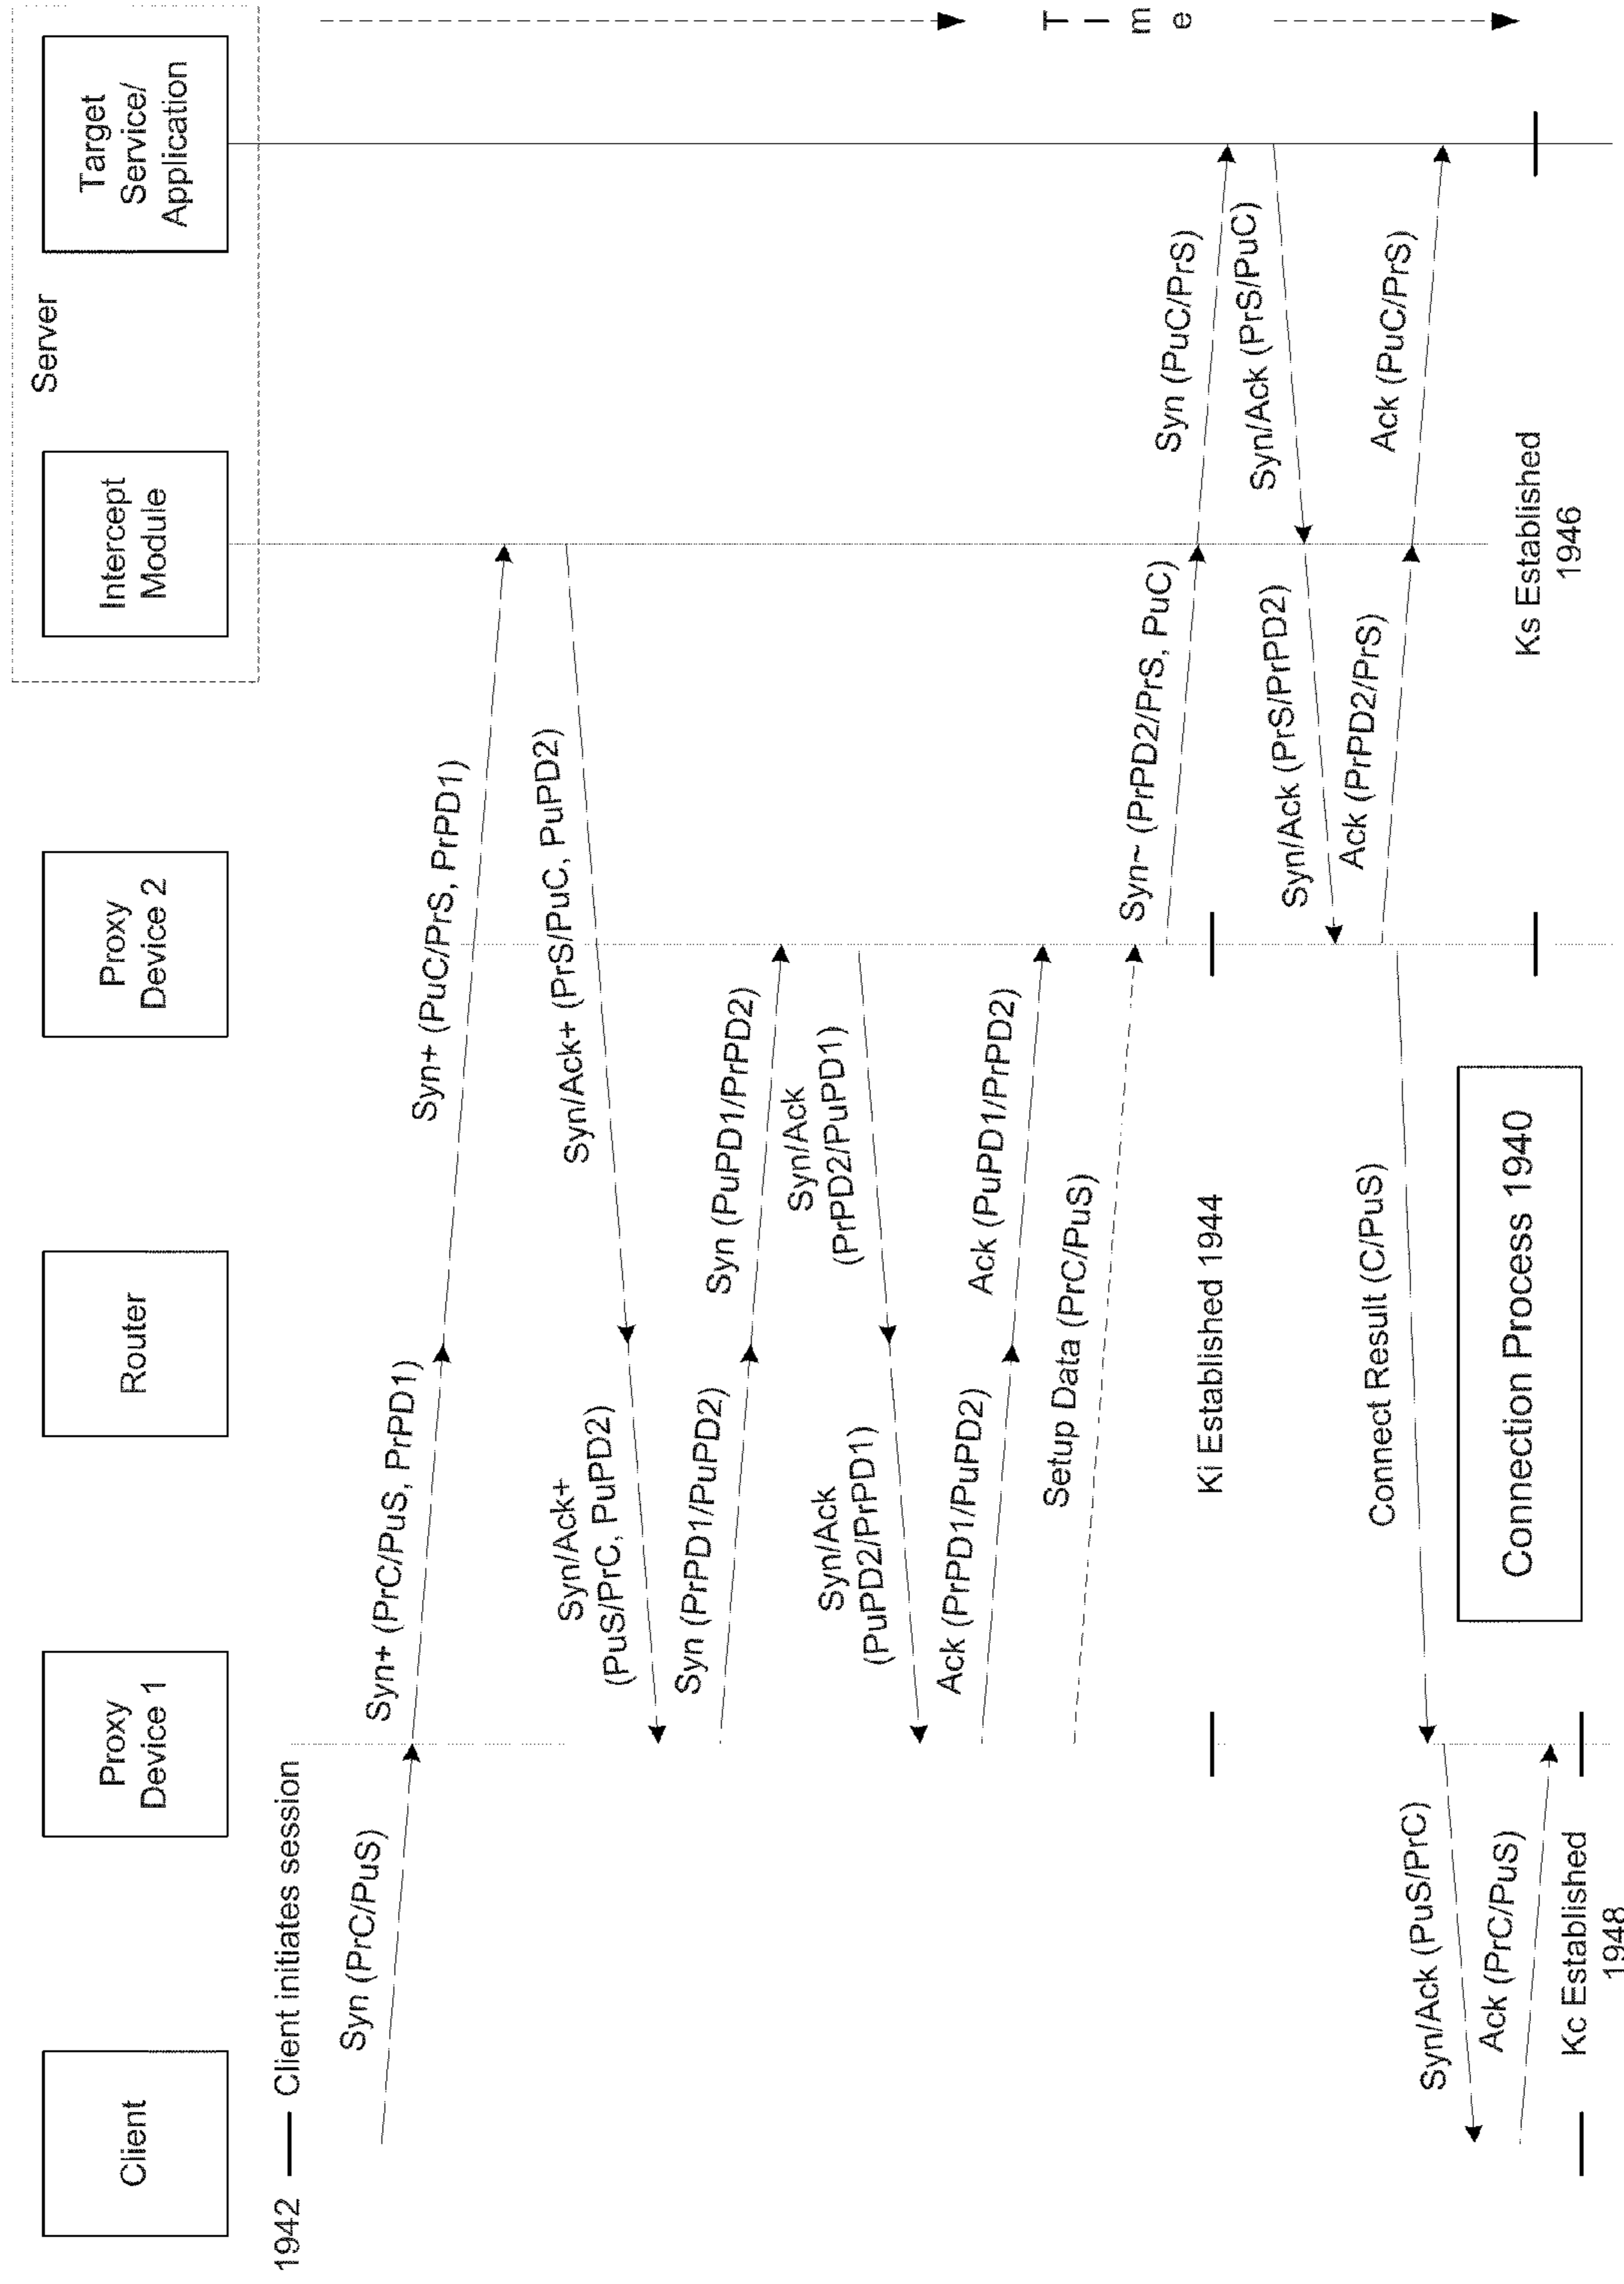 Server
Client
Proxy
Device 1
Router
Proxy
Device 2
Intercept
Module
Target
Service/
Application
1942
Client initiates session
Syn (PrC/PuS)
Syn+ (PrC/PuS, PrPD1)
Syn+ (PuC/PrS, PrPD1)
Syn/Ack+ (PrS/PuC, PuPD2)
Syn/Ack+
(PuS/PrC, PuPD2)
Syn (PrPD1/PuPD2)
Syn (PuPD1/PrPD2)
Syn/Ack
(PrPD2/PuPD1)
Syn/Ack
(PuPD2/PrPD1)
Ack (PrPD1/PuPD2)
Ack (PuPD1/PrPD2)
Setup Data (PrC/PuS)
Syn~ (PrPD2/PrS, PuC)
Syn (PuC/PrS)
Ki Established 1944
Syn/Ack (PrS/PuC)
Syn/Ack (PrS/PrPD2)
Ack (PrPD2/PrS)
Ack (PuC/PrS)
Connect Result (C/PuS)
Syn/Ack (PuS/PrC)
Ack (PrC/PuS)
Ks Established
1946
Kc Established
1948
Connection Process 1940
T
I
m
e